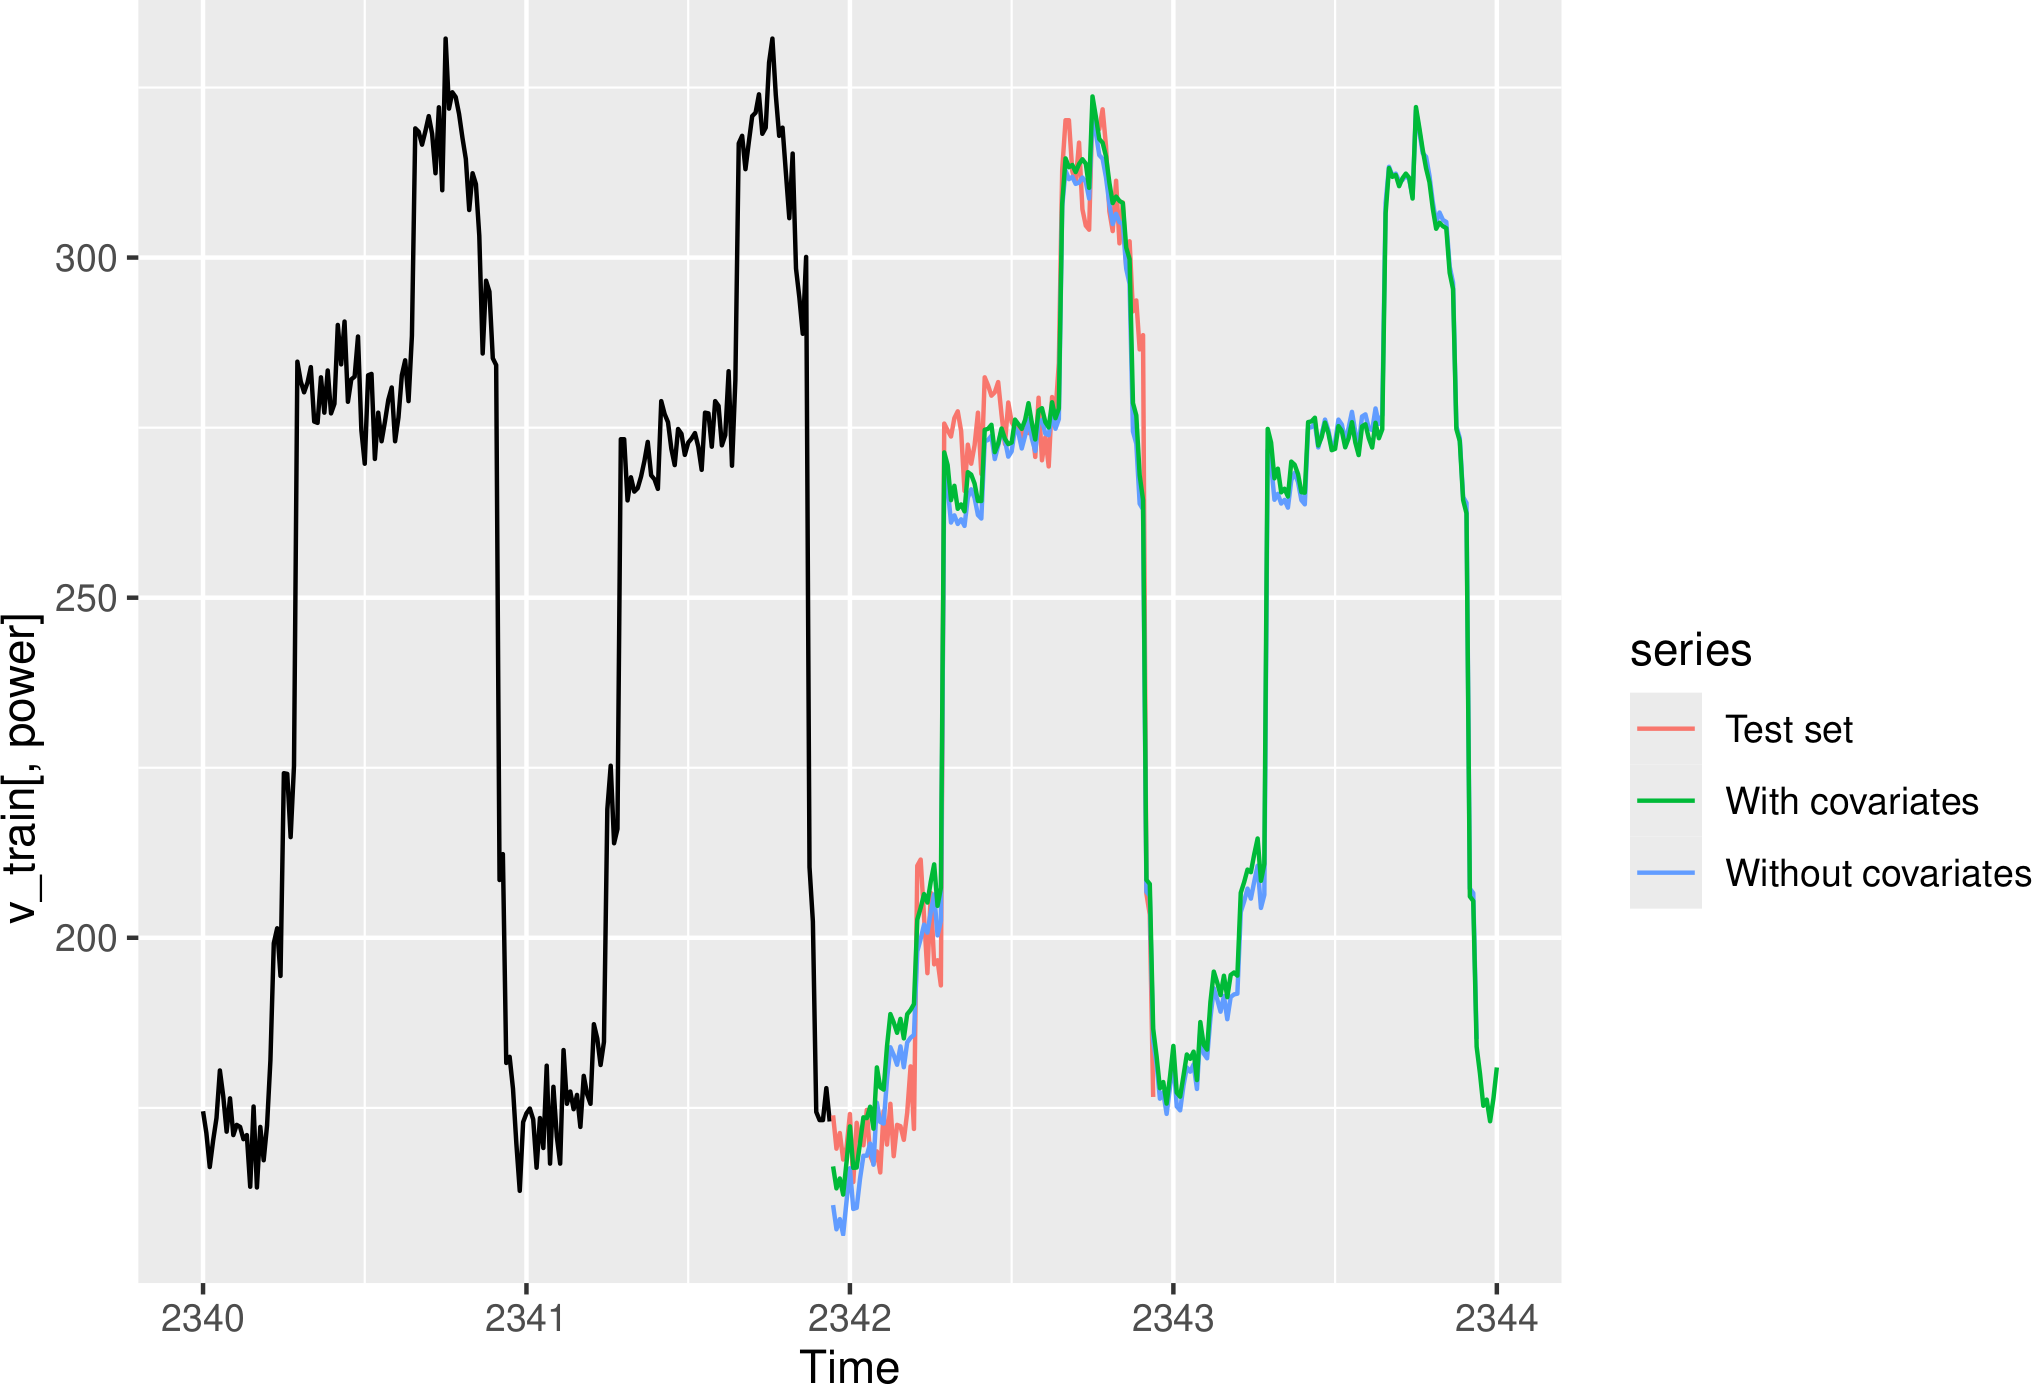 300
250
200
v_train[, power]
2340 2341 2342 2343 2344
Time
series
Test set
With covariates
Without covariates